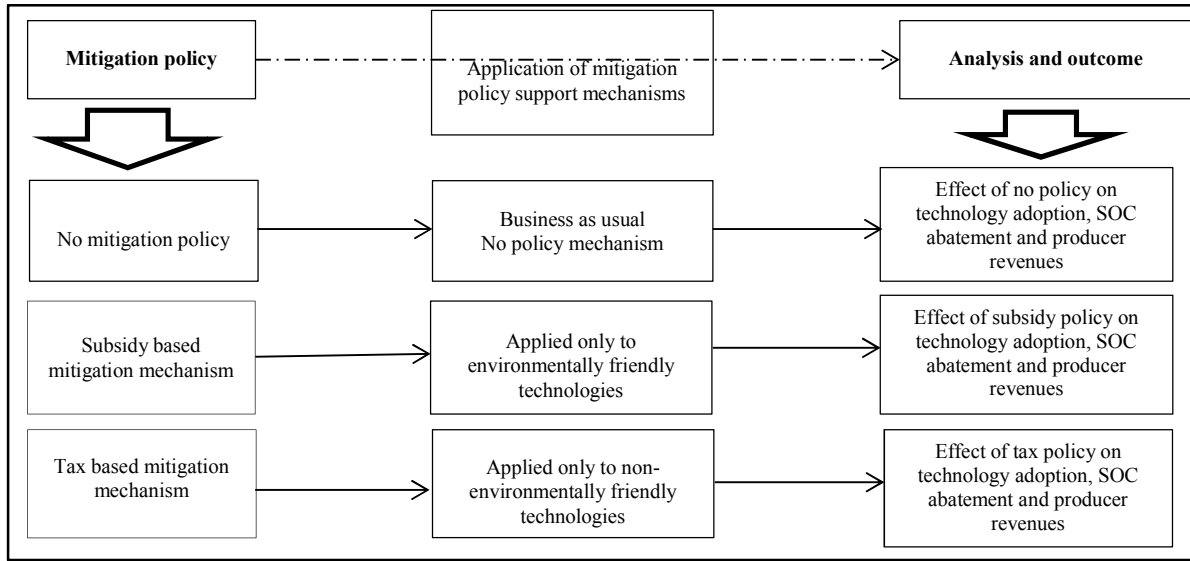 Mitigation policy
Application of mitigation
policy support mechanisms
Analysis and outcome
No mitigation policy
Business as usual
No policy mechanism
Effect of no policy on
technology adoption, SOC
abatement and producer
revenues
Subsidy based
mitigation mechanism
Applied only to
environmentally friendly
technologies
Effect of subsidy policy on
technology adoption, SOC
abatement and producer
revenues
Tax based mitigation
mechanism
Applied only to non-
environmentally friendly
technologies
Effect of tax policy on
technology adoption, SOC
abatement and producer
revenues